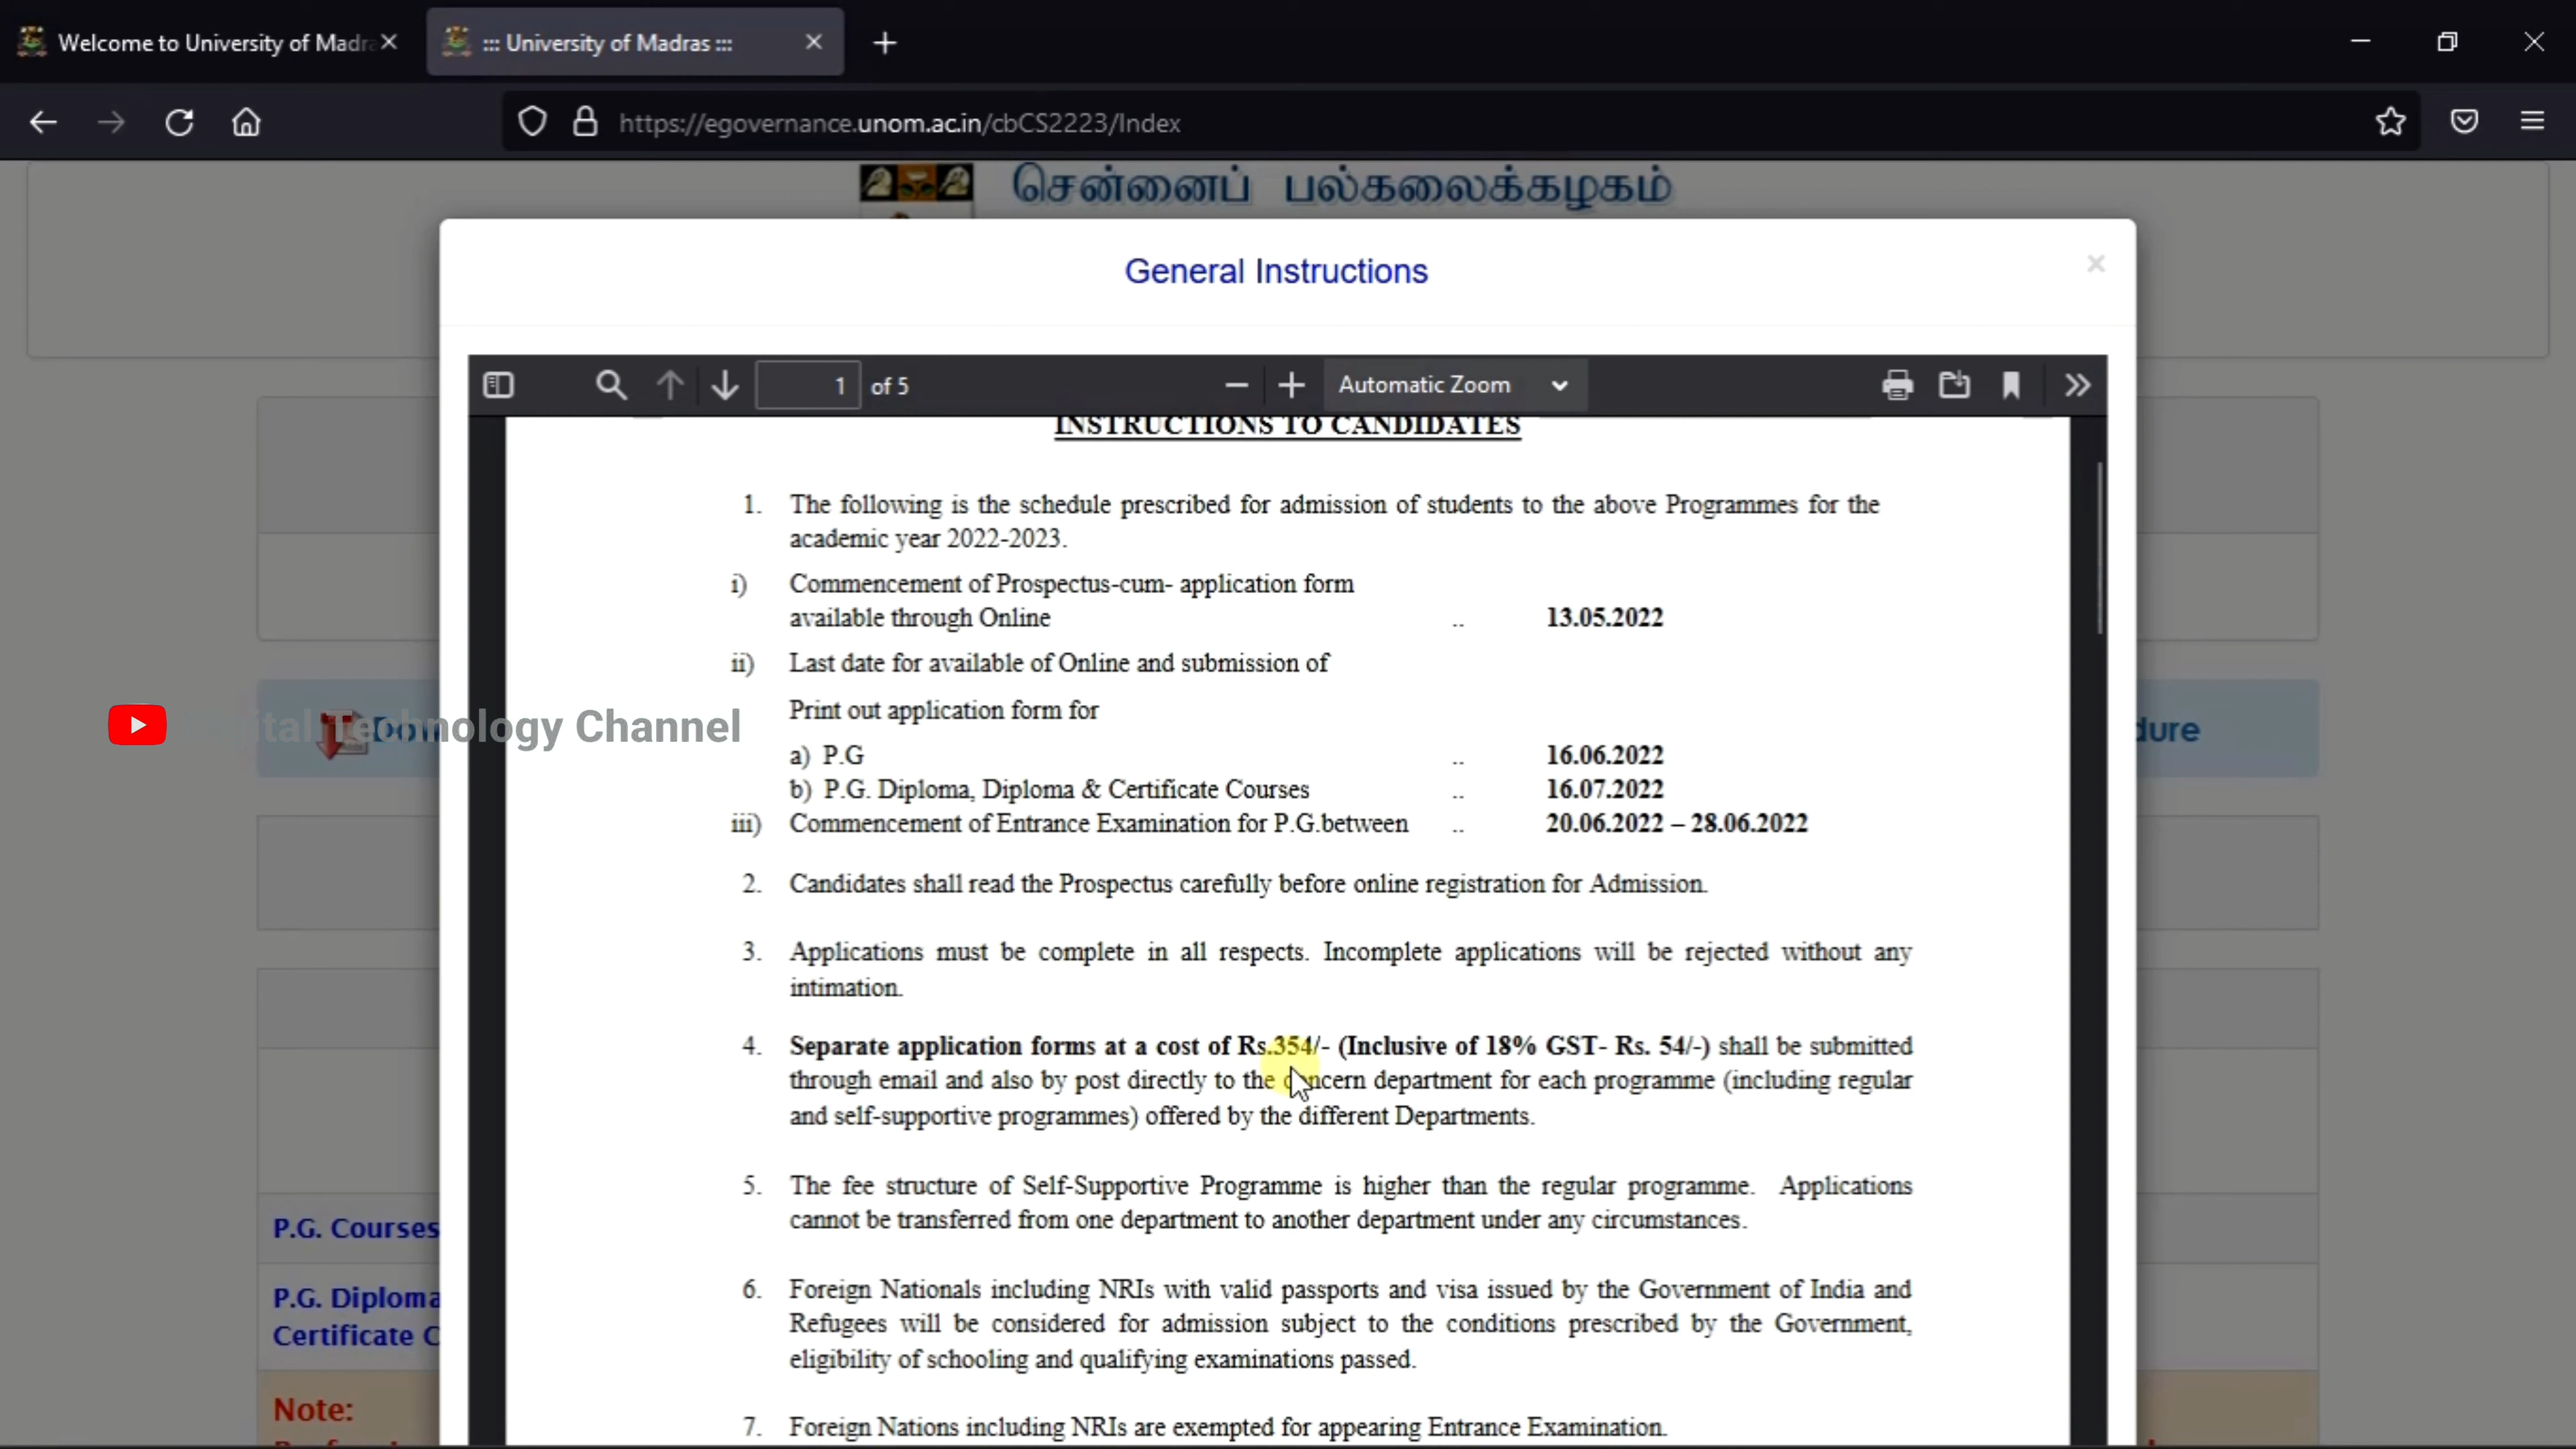 Welcome to University of Madra
::: University of Madras :::
https://egovernance.unom.ac.in/cbCS2223/Index
சென்னைப் பல்கலைக்கழகம்
General Instructions
1 of 5
Automatic Zoom
INSTRUCTIONS TO CANDIDATES
1. The following is the schedule prescribed for admission of students to the above Programmes for the
academic year 2022-2023.
i) Commencement of Prospectus-cum- application form
available through Online .. 13.05.2022
ii) Last date for available of Online and submission of
Print out application form for
a) P.G .. 16.06.2022
b) P.G. Diploma, Diploma & Certificate Courses .. 16.07.2022
iii) Commencement of Entrance Examination for P.G.between .. 20.06.2022 – 28.06.2022
2. Candidates shall read the Prospectus carefully before online registration for Admission.
3. Applications must be complete in all respects. Incomplete applications will be rejected without any
intimation.
4. Separate application forms at a cost of Rs.354/- (Inclusive of 18% GST- Rs. 54/-) shall be submitted
through email and also by post directly to the concern department for each programme (including regular
and self-supportive programmes) offered by the different Departments.
5. The fee structure of Self-Supportive Programme is higher than the regular programme. Applications
cannot be transferred from one department to another department under any circumstances.
6. Foreign Nationals including NRIs with valid passports and visa issued by the Government of India and
Refugees will be considered for admission subject to the conditions prescribed by the Government,
eligibility of schooling and qualifying examinations passed.
7. Foreign Nations including NRIs are exempted for appearing Entrance Examination.
ital Technology Channel
dure
P.G. Courses
P.G. Diploma
Certificate C
Note: